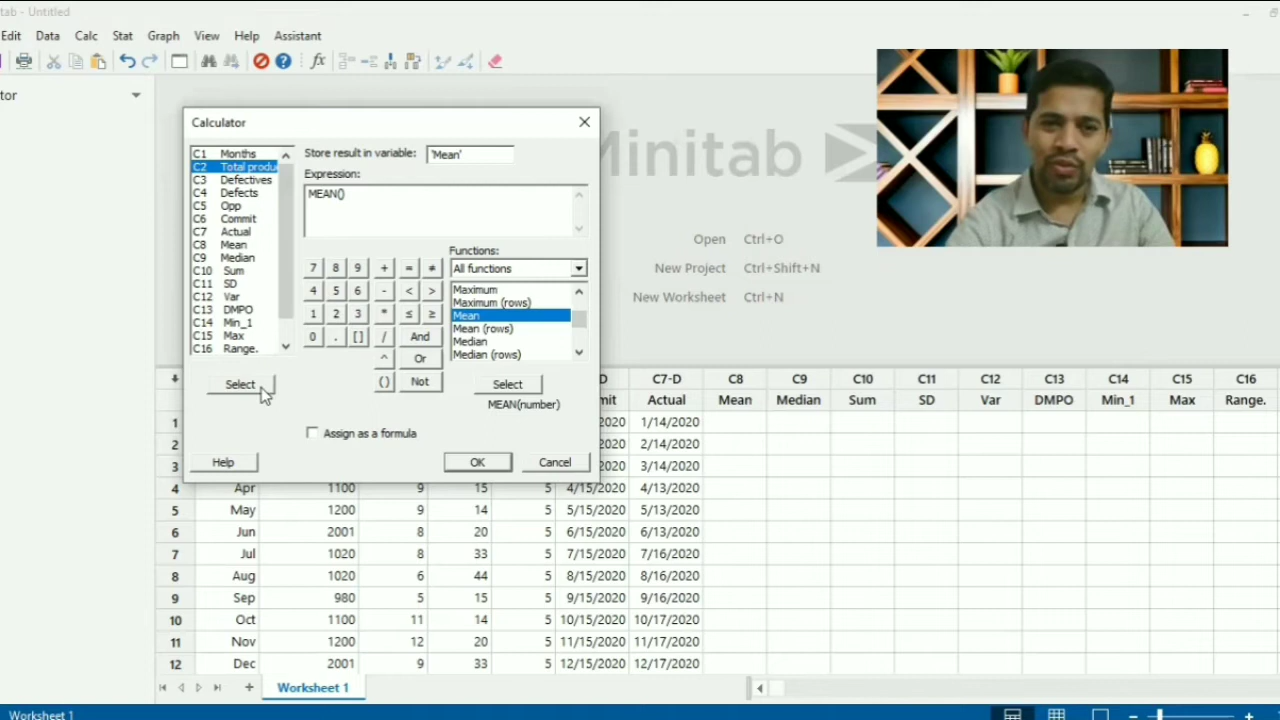 tab - Untitled
Edit Data Calc Stat Graph View Help Assistant
tor
Calculator
C1 Months
C2 Total produ
C3 Defectives
C4 Defects
C5 Opp
C6 Commit
C7 Actual
C8 Mean
C9 Median
C10 Sum
C11 SD
C12 Var
C13 DMPO
C14 Min_1
C15 Max
C16 Range.
Select
Store result in variable: 'Mean'
Expression:
MEAN()
Functions:
All functions
7 8 9 + = ≠
4 5 6 - < >
1 2 3 * ≤ ≥
0 . [] / And
^ Or
() Not
Maximum
Maximum (rows)
Mean
Mean (rows)
Median
Median (rows)
Select
MEAN(number)
Assign as a formula
Help OK Cancel
Minitab
Open Ctrl+O
New Project Ctrl+Shift+N
New Worksheet Ctrl+N
D C7-D C8 C9 C10 C11 C12 C13 C14 C15 C16
mit Actual Mean Median Sum SD Var DMPO Min_1 Max Range.
1 2020 1/14/2020
2 2020 2/14/2020
3 2020 3/14/2020
4 Apr 1100 9 15 5 4/15/2020 4/13/2020
5 May 1200 9 14 5 5/15/2020 5/13/2020
6 Jun 2001 8 20 5 6/15/2020 6/13/2020
7 Jul 1020 8 33 5 7/15/2020 7/16/2020
8 Aug 1020 6 44 5 8/15/2020 8/16/2020
9 Sep 980 5 15 5 9/15/2020 9/16/2020
10 Oct 1100 11 14 5 10/15/2020 10/17/2020
11 Nov 1200 12 20 5 11/15/2020 11/17/2020
12 Dec 2001 9 33 5 12/15/2020 12/17/2020
Worksheet 1
Worksheet 1